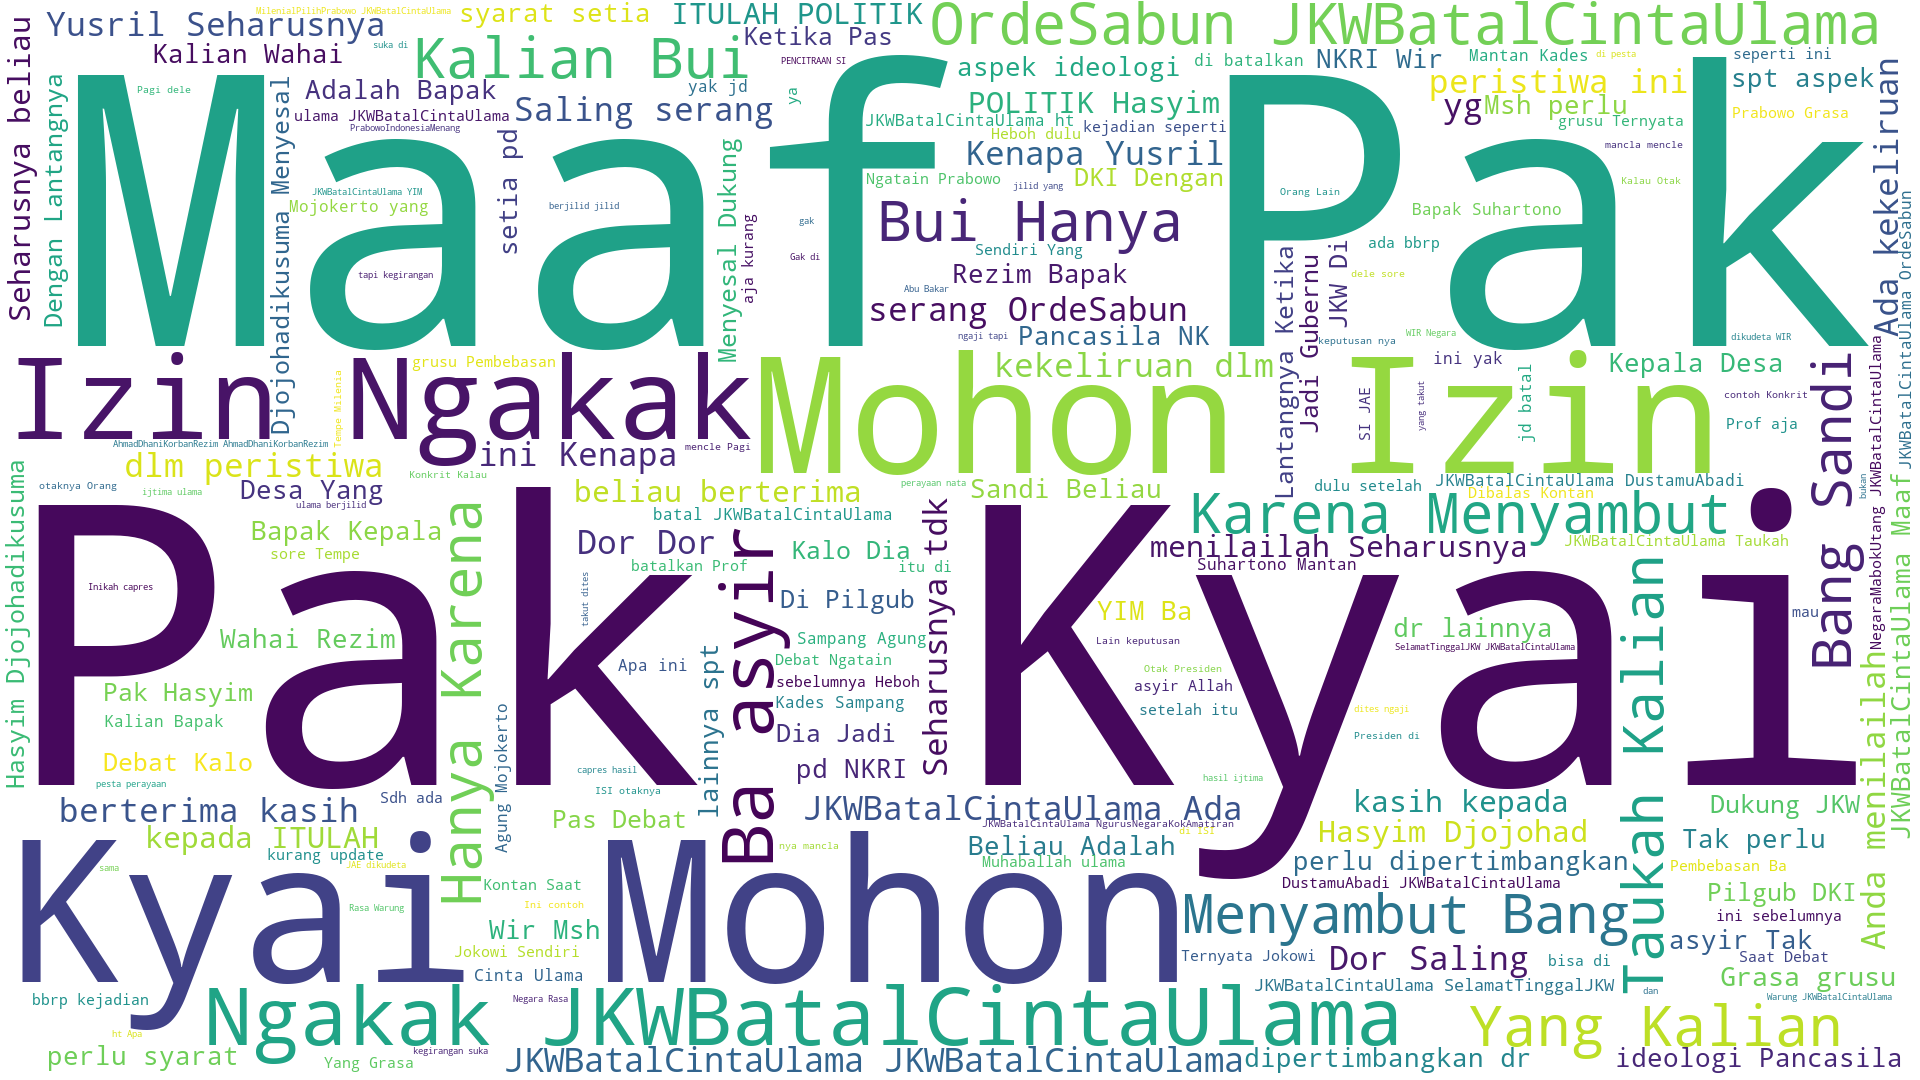 MilenialPilihPrabowo JKWBatalCintaUlama
Yusril Seharusnya
syarat setia
ITULAH POLITIK
OrdeSabun JKWBatalCintaUlama
Kalian Wahai
suka di
Kalian Bui
Ketika Pas
PENCITRAAN SI
aspek ideologi
di batalkan
NKRI Wir
Mantan Kades
di pesta
seperti ini
Seharusnya beliau
Dengan Lantangnya
Pagi dele
Maaf Pak
Djojohadikusuma Menyesal
Adalah Bapak
ulama JKWBatalCintaUlama
PrabowoIndonesiaMenang
Saling serang
yak jd
ya
POLITIK Hasyim
JKWBatalCintaUlama ht
Heboh dulu
kejadian seperti
peristiwa ini
spt aspek
yg
Msh perlu
Prabowo Grasa
grusu Ternyata
Ada kekeliruan
JKWBatalCintaUlama OrdeSabun
setia pd
Kenapa Yusril
mancla mencle
Ngatain Prabowo
jilid yang
DKI Dengan
Orang Lain
Kalau Otak
JKWBatalCintaUlama YIM
Mojokerto yang
berjilid jilid
Menyesal Dukung
aja kurang
gak
Gak di
Bui Hanya
Sendiri Yang
Bapak Suhartono
ada bbrp
tapi kegirangan
Rezim Bapak
Abu Bakar
dele sore
Lantangnya Ketika
Jadi Gubernu
JKW Di
serang OrdeSabun
ngaji tapi
Pancasila NK
keputusan nya
WIR Negara
dikudeta WIR
Izin Ngakak
grusu Pembebasan
Tempe Milenia
Mohon Izin
kekeliruan dlm
SI JAE
yang takut
ini yak
jd batal
Kepala Desa
contoh Konkrit
Prof aja
Bang Sandi
NegaraMabokUtang JKWBatalCintaUlama
AhmadDhaniKorbanRezim AhmadDhaniKorbanRezim
ini Kenapa
mencle Pagi
dlm peristiwa
Konkrit Kalau
otaknya Orang
ijtima ulama
Desa Yang
ulama berjilid
beliau berterima
perayaan nata
Sandi Beliau
dulu setelah
JKWBatalCintaUlama DustamuAbadi
Dibalas Kontan
bukan
Hasyim Djojohadikusuma
Pak Kyai
Bapak Kepala
sore Tempe
Hanya Karena
batal JKWBatalCintaUlama
Dor Dor
batalkan Prof
Ba asyir
Kalo Dia
itu di
Seharusnya tdk
Karena Menyambut
menilailah Seharusnya
Suhartono Mantan
JKWBatalCintaUlama Taukah
Inikah capres
takut dites
Di Pilgub
YIM Ba
mau
Wahai Rezim
Sampang Agung
Lain keputusan
dr lainnya
SelamatTinggalJKW JKWBatalCintaUlama
Apa ini
lainnya spt
Debat Ngatain
sebelumnya Heboh
Otak Presiden
asyir Allah
Taukah Kalian
Anda menilailah
JKWBatalCintaUlama Maaf
Pak Hasyim
Kalian Bapak
Agung Mojokerto
Kades Sampang
setelah itu
dites ngaji
Dia Jadi
Presiden di
Debat Kalo
pesta perayaan
capres hasil
pd NKRI
hasil ijtima
ISI otaknya
Sdh ada
berterima kasih
Pas Debat
JKWBatalCintaUlama Ada
JKWBatalCintaUlama NgurusNegaraKokAmatiran
di ISI
kasih kepada
Dukung JKW
kepada ITULAH
kurang update
JAE dikudeta
sama
Kyai Mohon
nya mancla
Beliau Adalah
Muhaballah ulama
Hasyim Djojohad
perlu dipertimbangkan
Tak perlu
Pembebasan Ba
Kontan Saat
DustamuAbadi JKWBatalCintaUlama
Pilgub DKI
Rasa Warung
Ini contoh
Wir Msh
Menyambut Bang
ini sebelumnya
asyir Tak
Jokowi Sendiri
Ternyata Jokowi
Dor Saling
bisa di
Saat Debat
Cinta Ulama
JKWBatalCintaUlama SelamatTinggalJKW
dan
Grasa grusu
Warung JKWBatalCintaUlama
bbrp kejadian
Negara Rasa
Ngakak JKWBatalCintaUlama
Yang Kalian
ht Apa
perlu syarat
Yang Grasa
kegirangan suka
JKWBatalCintaUlama JKWBatalCintaUlama
dipertimbangkan dr
ideologi Pancasila